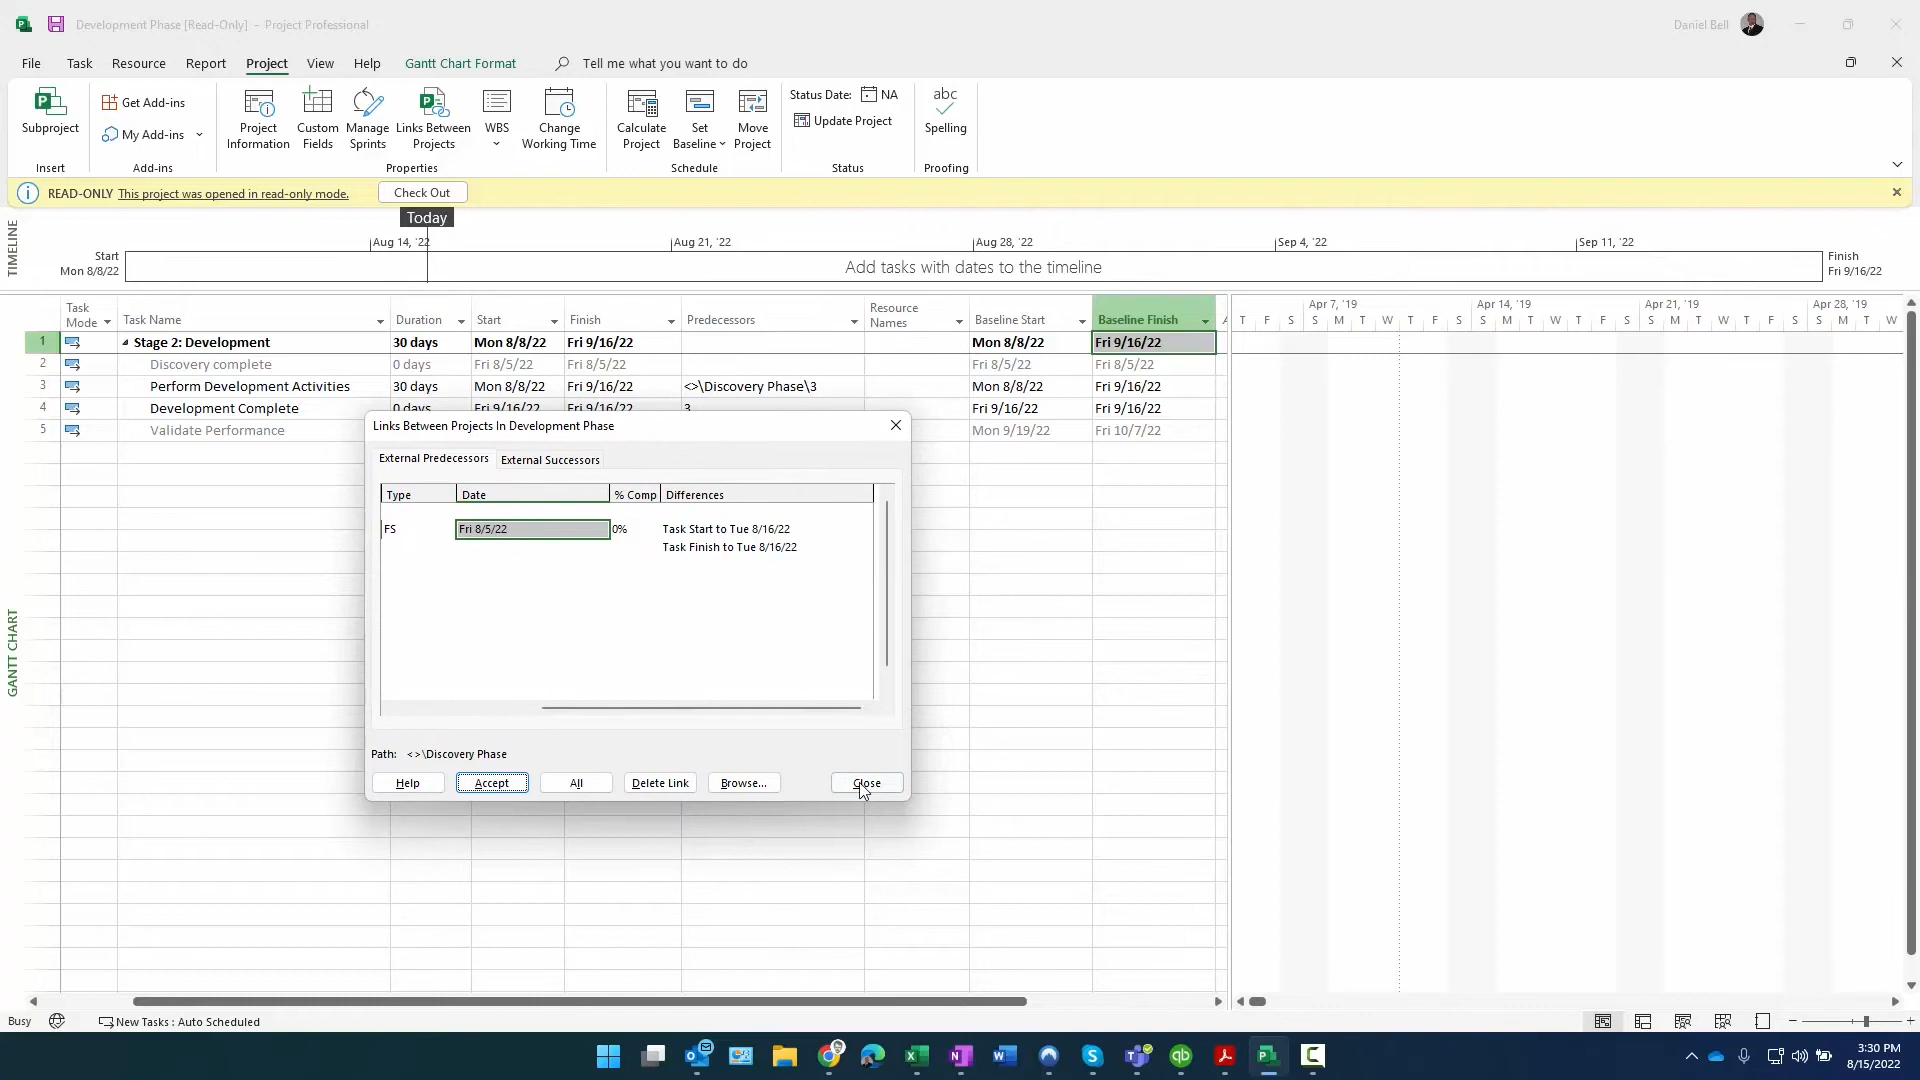 Development Phase [Read-Only] – Project Professional
Daniel Bell
File Task Resource Report Project View Help Gantt Chart Format Tell me what you want to do
Subproject
Get Add-ins
My Add-ins
Project Information
Custom Fields
Manage Sprints
Links Between Projects
WBS
Change Working Time
Calculate Project
Set Baseline
Move Project
Status Date: NA
Update Project
abc
Spelling
Insert Add-ins Properties Schedule Status Proofing
READ-ONLY This project was opened in read-only mode. Check Out
Today
TIMELINE
Aug 14, '22 Aug 21, '22 Aug 28, '22 Sep 4, '22 Sep 11, '22
Start
Mon 8/8/22
Add tasks with dates to the timeline
Finish
Fri 9/16/22
GANTT CHART
Task Mode Task Name Duration Start Finish Predecessors Resource Names Baseline Start Baseline Finish
Apr 7, '19 Apr 14, '19 Apr 21, '19 Apr 28, '19
T F S S M T W T F S S M T W T F S S M T W T F S S M T W
1 Stage 2: Development 30 days Mon 8/8/22 Fri 9/16/22 Mon 8/8/22 Fri 9/16/22
2 Discovery complete 0 days Fri 8/5/22 Fri 8/5/22 Fri 8/5/22 Fri 8/5/22
3 Perform Development Activities 30 days Mon 8/8/22 Fri 9/16/22 <>\Discovery Phase\3 Mon 8/8/22 Fri 9/16/22
4 Development Complete 0 days Fri 9/16/22 Fri 9/16/22 3 Fri 9/16/22 Fri 9/16/22
5 Validate Performance Mon 9/19/22 Fri 10/7/22
Links Between Projects In Development Phase
External Predecessors External Successors
Type Date % Comp Differences
FS Fri 8/5/22 0% Task Start to Tue 8/16/22
Task Finish to Tue 8/16/22
Path: <>\Discovery Phase
Help Accept All Delete Link Browse... Close
Busy New Tasks : Auto Scheduled
3:30 PM
8/15/2022